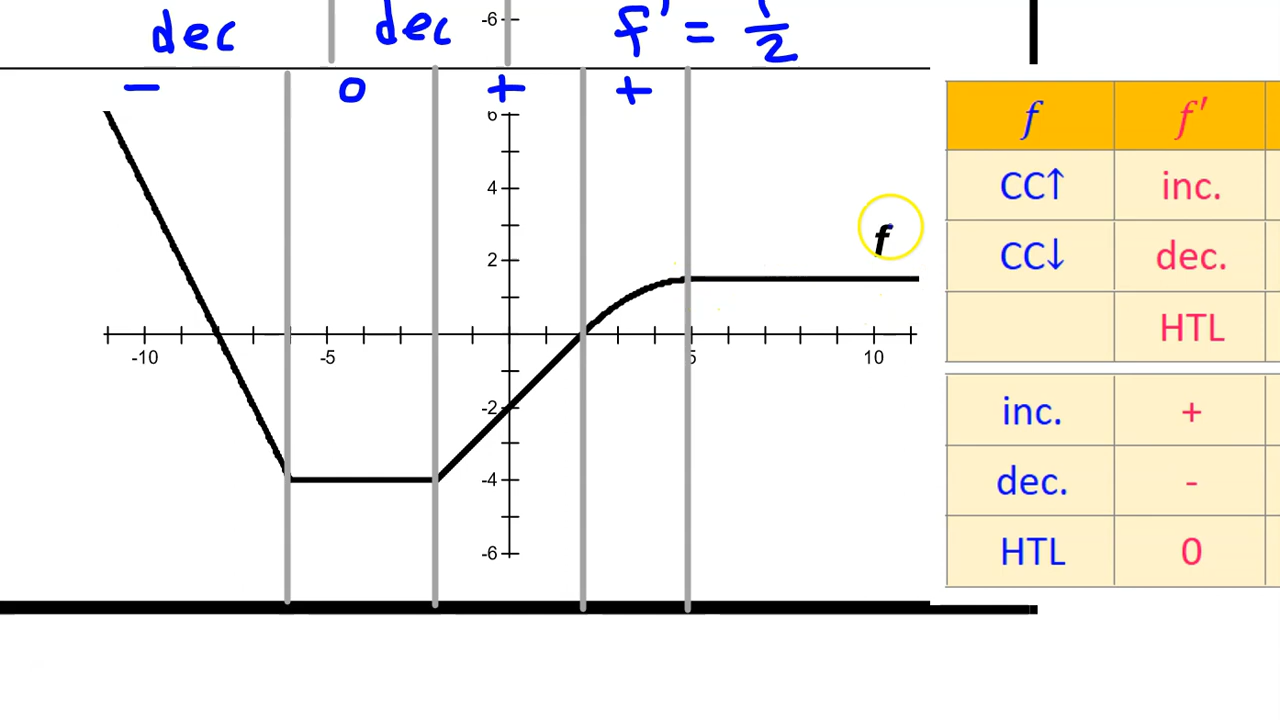 dec dec -6 f' = 1/2
- 0 + +
6
4
2
-10 -5 5 10
-2
-4
-6
f
f f'
CC↑ inc.
CC↓ dec.
HTL
inc. +
dec. -
HTL 0